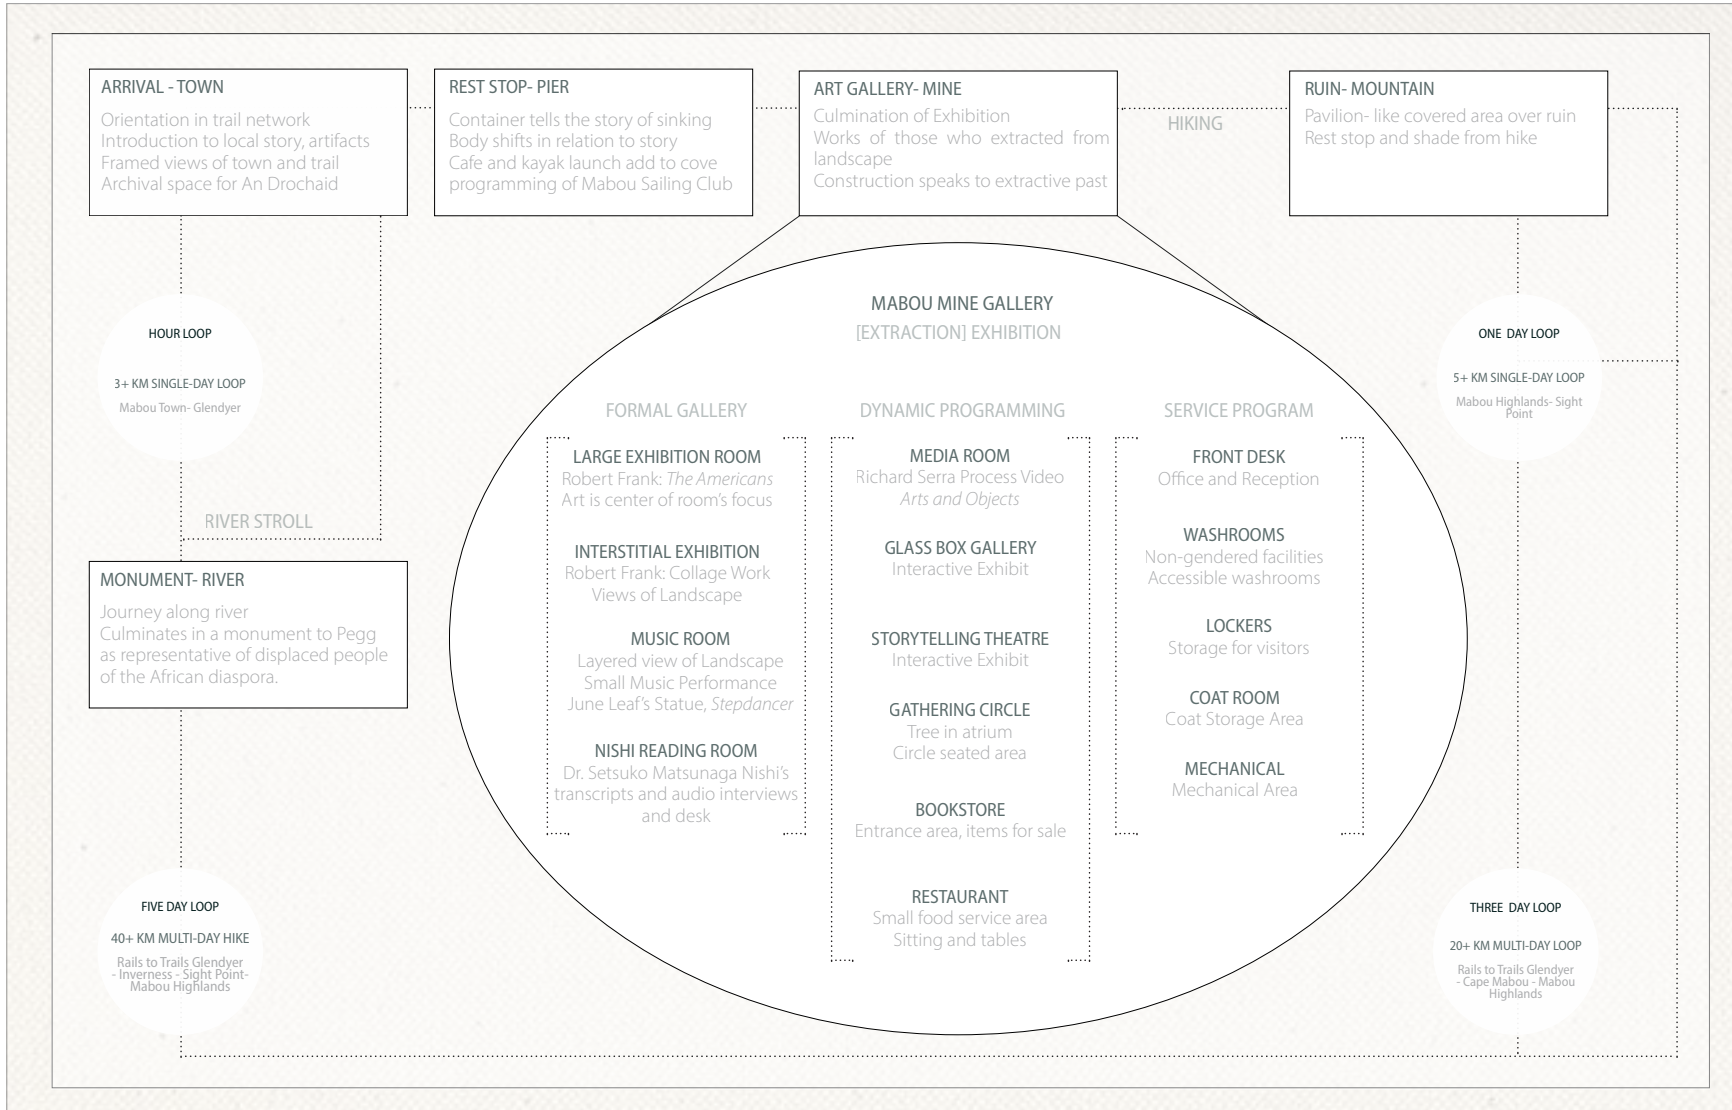 ARRIVAL - TOWN
Orientation in trail network
Introduction to local story, artifacts
Framed views of town and trail
Archival space for An Drochaid
REST STOP- PIER
Container tells the story of sinking
Body shifts in relation to story
Cafe and kayak launch add to cove
programming of Mabou Sailing Club
ART GALLERY- MINE
Culmination of Exhibition
Works of those who extracted from
landscape
Construction speaks to extractive past
HIKING
RUIN- MOUNTAIN
Pavilion- like covered area over ruin
Rest stop and shade from hike
HOUR LOOP
3+ KM SINGLE-DAY LOOP
Mabou Town- Glendyer
RIVER STROLL
MONUMENT- RIVER
Journey along river
Culminates in a monument to Pegg
as representative of displaced people
of the African diaspora.
FIVE DAY LOOP
40+ KM MULTI-DAY HIKE
Rails to Trails Glendyer
- Inverness - Sight Point-
Mabou Highlands
MABOU MINE GALLERY
[EXTRACTION] EXHIBITION
FORMAL GALLERY
LARGE EXHIBITION ROOM
Robert Frank: The Americans
Art is center of room's focus
INTERSTITIAL EXHIBITION
Robert Frank: Collage Work
Views of Landscape
MUSIC ROOM
Layered view of Landscape
Small Music Performance
June Leaf's Statue, Stepdancer
NISHI READING ROOM
Dr. Setsuko Matsunaga Nishi's
transcripts and audio interviews
and desk
DYNAMIC PROGRAMMING
MEDIA ROOM
Richard Serra Process Video
Arts and Objects
GLASS BOX GALLERY
Interactive Exhibit
STORYTELLING THEATRE
Interactive Exhibit
GATHERING CIRCLE
Tree in atrium
Circle seated area
BOOKSTORE
Entrance area, items for sale
RESTAURANT
Small food service area
Sitting and tables
SERVICE PROGRAM
FRONT DESK
Office and Reception
WASHROOMS
Non-gendered facilities
Accessible washrooms
LOCKERS
Storage for visitors
COAT ROOM
Coat Storage Area
MECHANICAL
Mechanical Area
ONE DAY LOOP
5+ KM SINGLE-DAY LOOP
Mabou Highlands- Sight
Point
THREE DAY LOOP
20+ KM MULTI-DAY LOOP
Rails to Trails Glendyer
- Cape Mabou - Mabou
Highlands